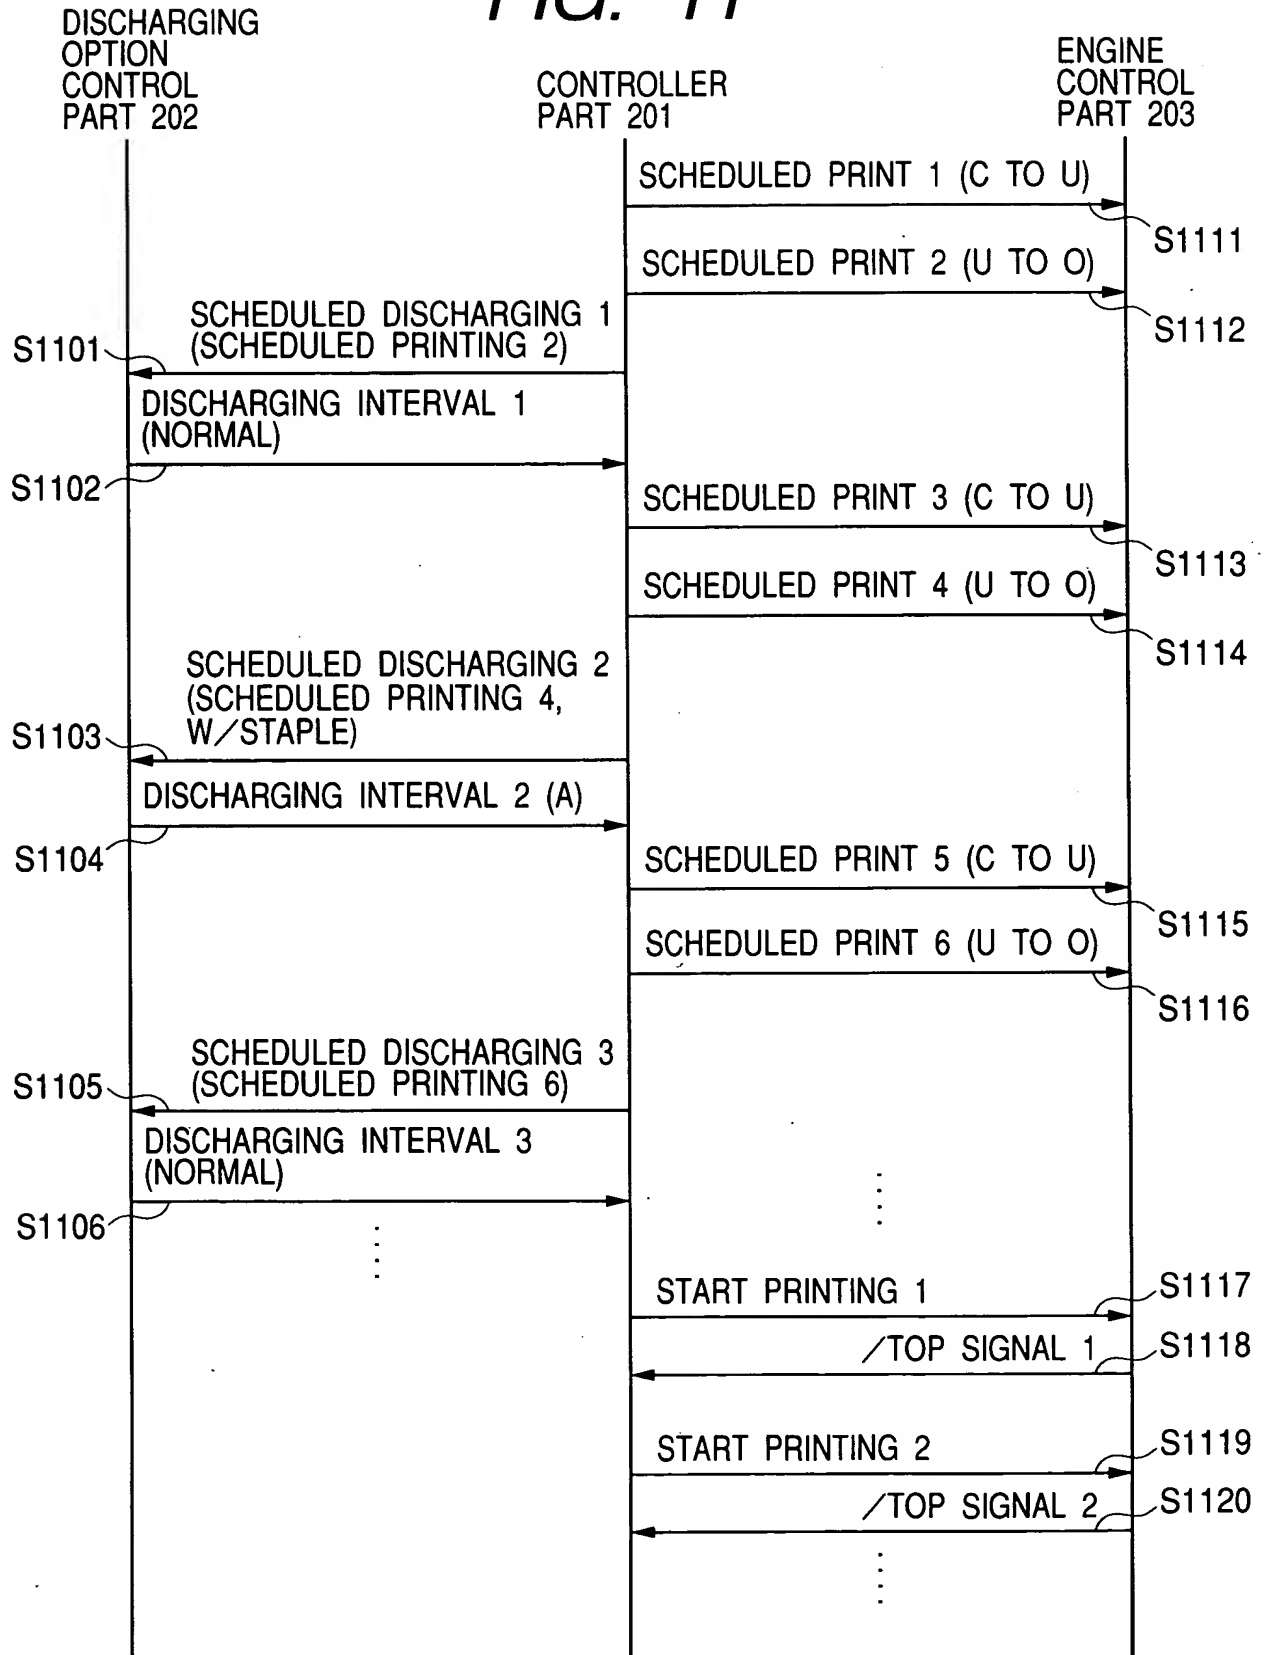 FIG. 11
DISCHARGING
OPTION
CONTROL
PART 202
CONTROLLER
PART 201
ENGINE
CONTROL
PART 203
SCHEDULED PRINT 1 (C TO U)
S1111
SCHEDULED PRINT 2 (U TO O)
S1112
SCHEDULED DISCHARGING 1
(SCHEDULED PRINTING 2)
S1101
DISCHARGING INTERVAL 1
(NORMAL)
S1102
SCHEDULED PRINT 3 (C TO U)
S1113
SCHEDULED PRINT 4 (U TO O)
S1114
SCHEDULED DISCHARGING 2
(SCHEDULED PRINTING 4,
W/STAPLE)
S1103
DISCHARGING INTERVAL 2 (A)
S1104
SCHEDULED PRINT 5 (C TO U)
S1115
SCHEDULED PRINT 6 (U TO O)
S1116
SCHEDULED DISCHARGING 3
(SCHEDULED PRINTING 6)
S1105
DISCHARGING INTERVAL 3
(NORMAL)
S1106
START PRINTING 1
S1117
/TOP SIGNAL 1
S1118
START PRINTING 2
S1119
/TOP SIGNAL 2
S1120